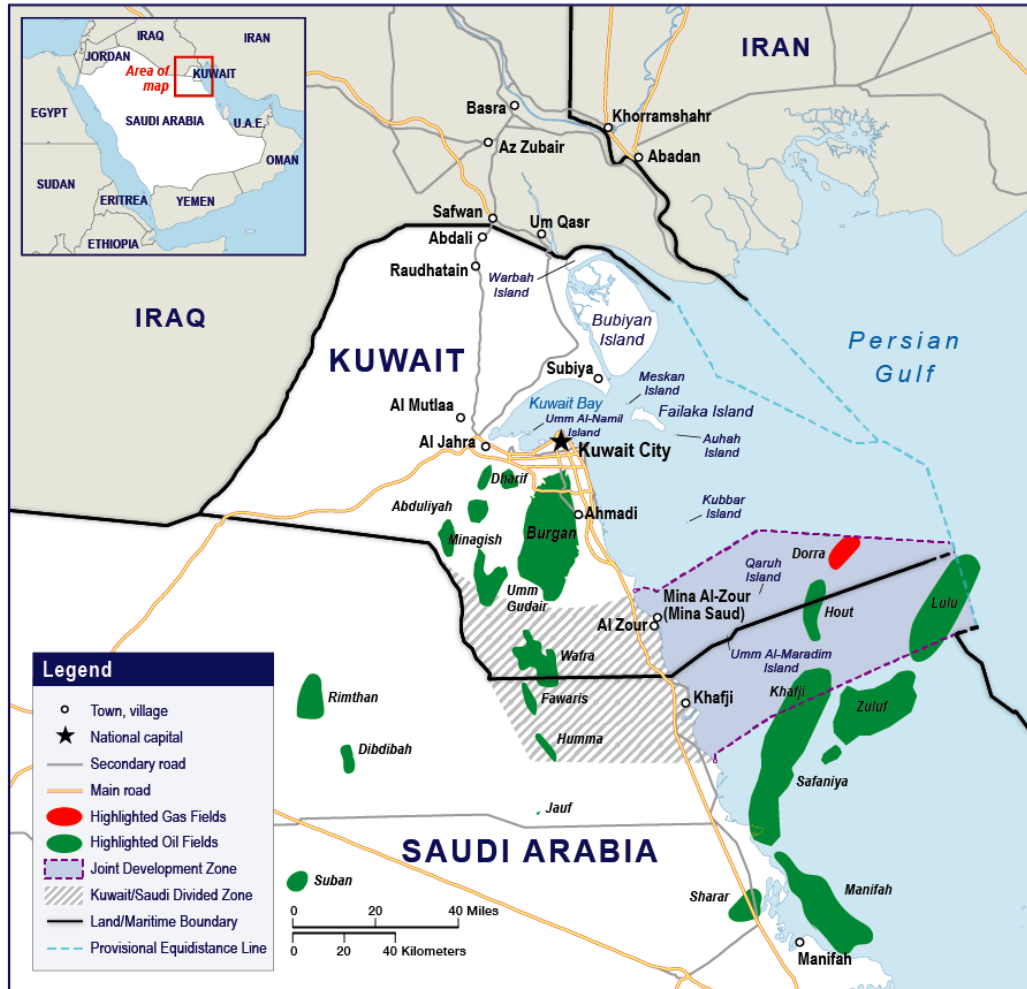 IRAQ
IRAN
JORDAN
Area of
map
KUWAIT
EGYPT
SAUDI ARABIA
U.A.E.
OMAN
SUDAN
ERITREA
YEMEN
ETHIOPIA
IRAN
Basra
Khorramshahr
Az Zubair
Abadan
Safwan
Um Qasr
Abdali
Raudhatain
Warbah
Island
IRAQ
Bubiyan
Island
Persian
Gulf
KUWAIT
Subiya
Meskan
Island
Kuwait Bay
Al Mutlaa
Umm Al-Namil
Island
Failaka Island
Al Jahra
Kuwait City
Auhah
Island
Dharif
Abduliyah
Kubbar
Island
Burgan
Ahmadi
Minagish
Dorra
Qaruh
Island
Umm
Gudair
Mina Al-Zour
(Mina Saud)
Hout
Lulu
Al Zour
Wafra
Umm Al-Maradim
Island
Khafji
Khafji
Fawaris
Zuluf
Rimthan
Humma
Dibdibah
Safaniya
Jauf
SAUDI ARABIA
Suban
Sharar
Manifah
Manifah
0 20 40 Miles
0 20 40 Kilometers
Legend
Town, village
National capital
Secondary road
Main road
Highlighted Gas Fields
Highlighted Oil Fields
Joint Development Zone
Kuwait/Saudi Divided Zone
Land/Maritime Boundary
Provisional Equidistance Line